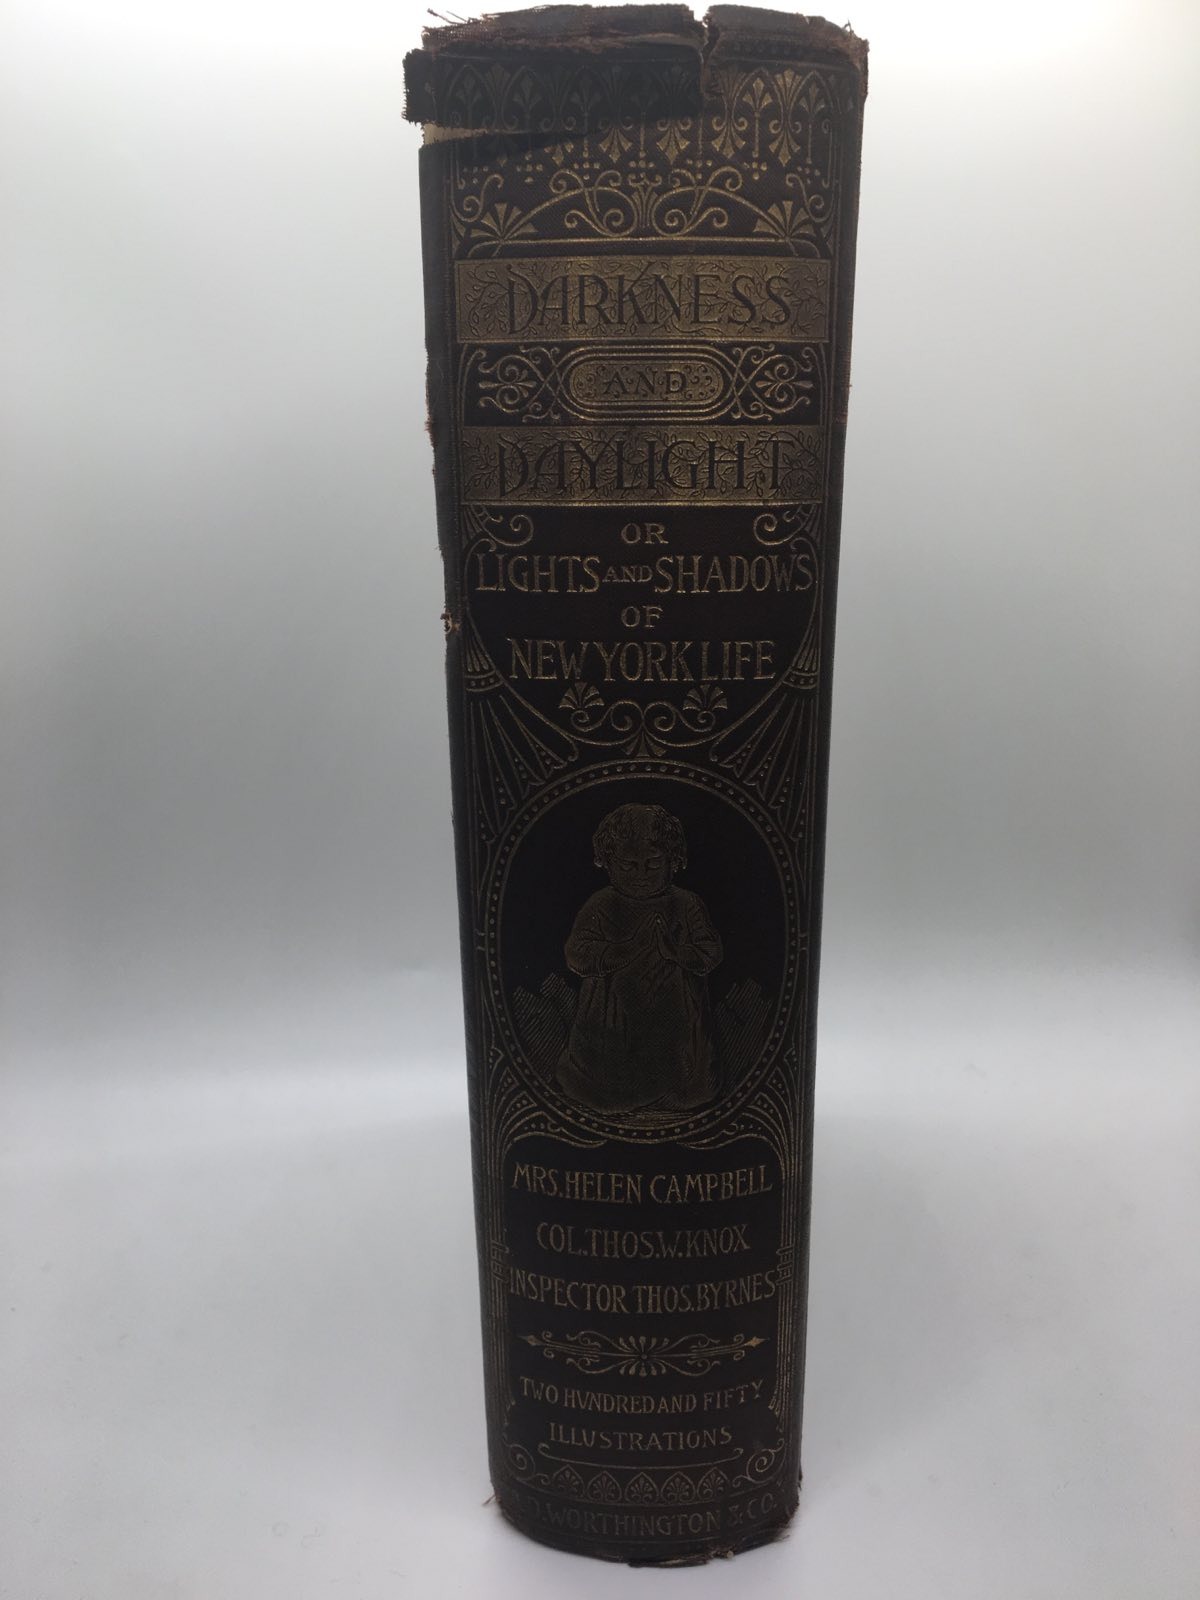 DARKNESS
AND
DAYLIGHT
OR
LIGHTS AND SHADOWS
OF
NEW YORK LIFE
MRS. HELEN CAMPBELL
COL. THOS. W. KNOX
INSPECTOR THOS. BYRNES
TWO HVNDRED AND FIFTY
ILLUSTRATIONS
D. WORTHINGTON & CO.